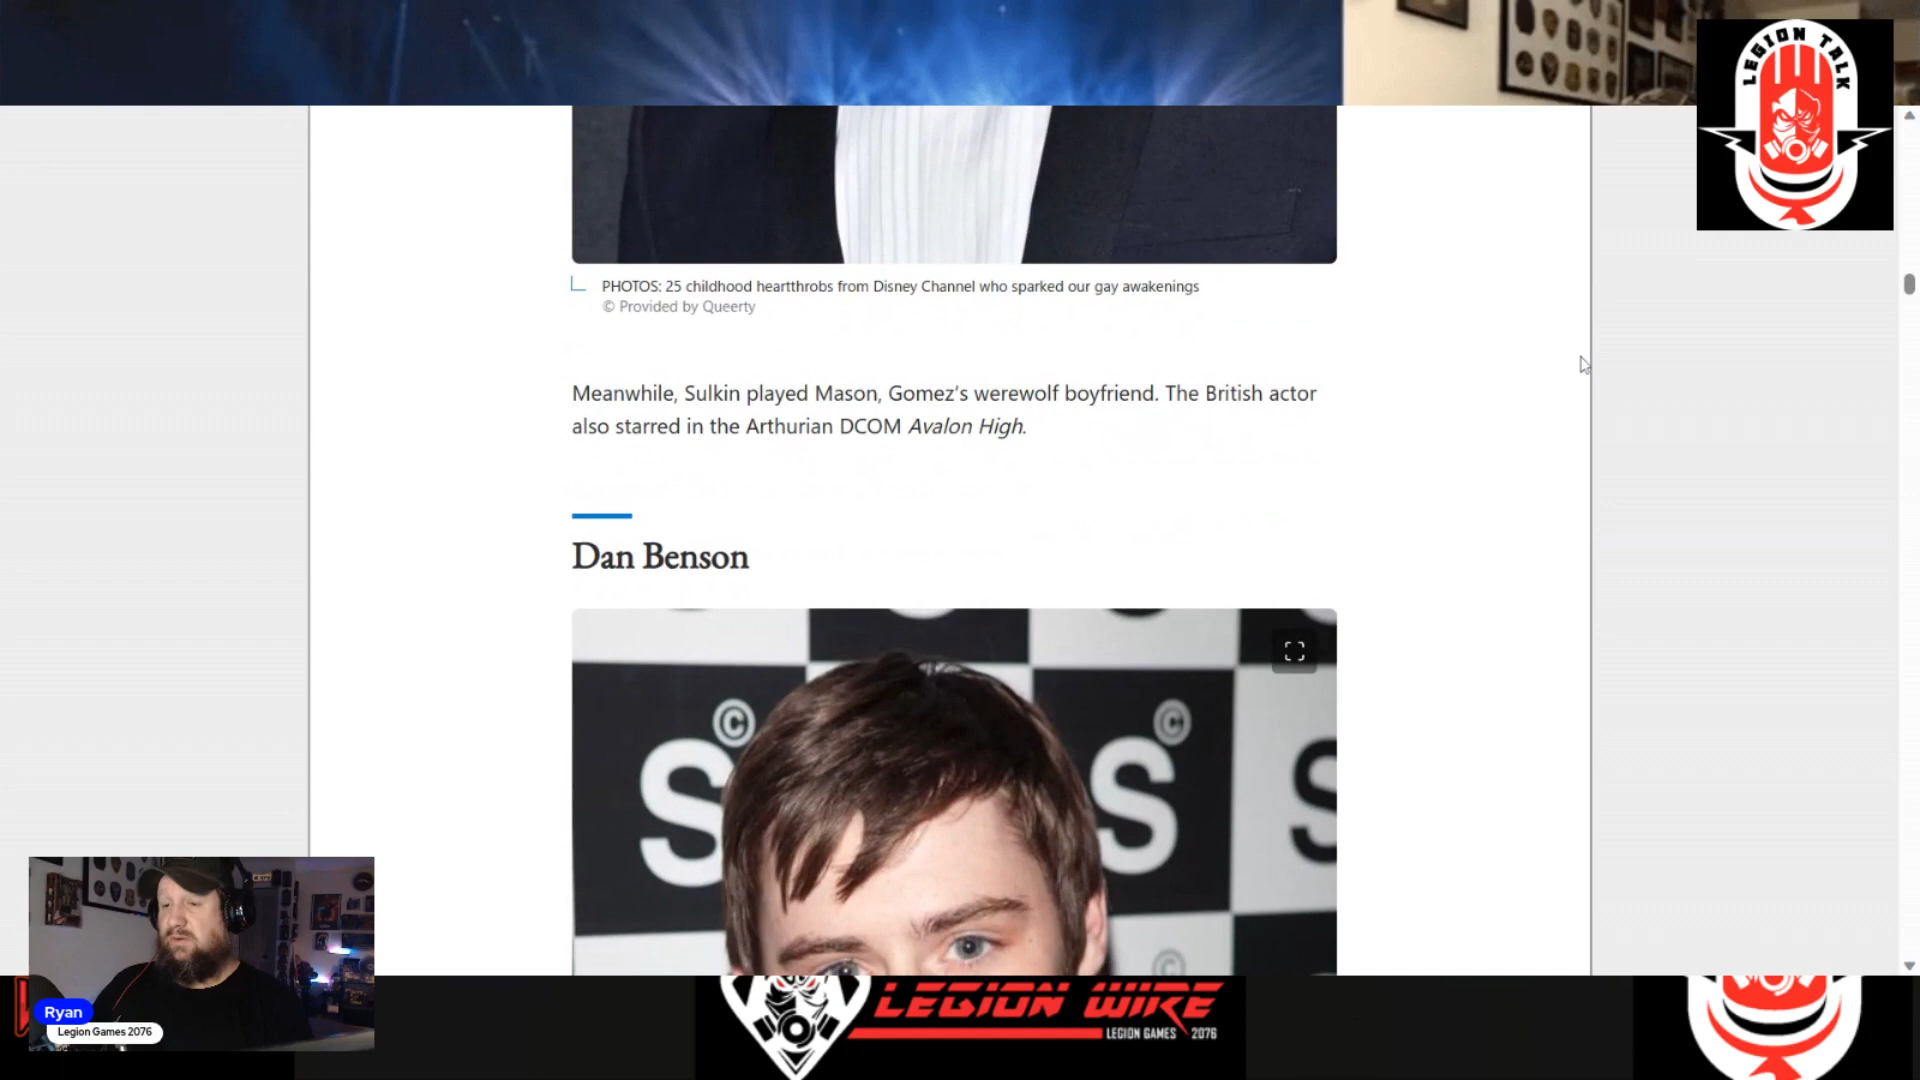 LEGION TALK
PHOTOS: 25 childhood heartthrobs from Disney Channel who sparked our gay awakenings
© Provided by Queerty
Meanwhile, Sulkin played Mason, Gomez’s werewolf boyfriend. The British actor
also starred in the Arthurian DCOM Avalon High.
Dan Benson
© ©
S S S
©
Ryan
Legion Games 2076
LEGION WIRE
LEGION GAMES 2076